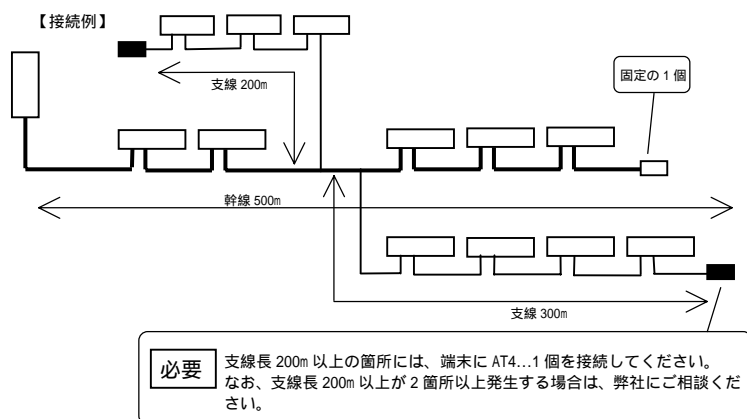 【接続例】
固定の1個
支線 200m
幹線 500m
支線 300m
必要
支線長 200m 以上の箇所には、端末に AT4…1 個を接続してください。
なお、支線長 200m 以上が 2 箇所以上発生する場合は、弊社にご相談くだ
さい。